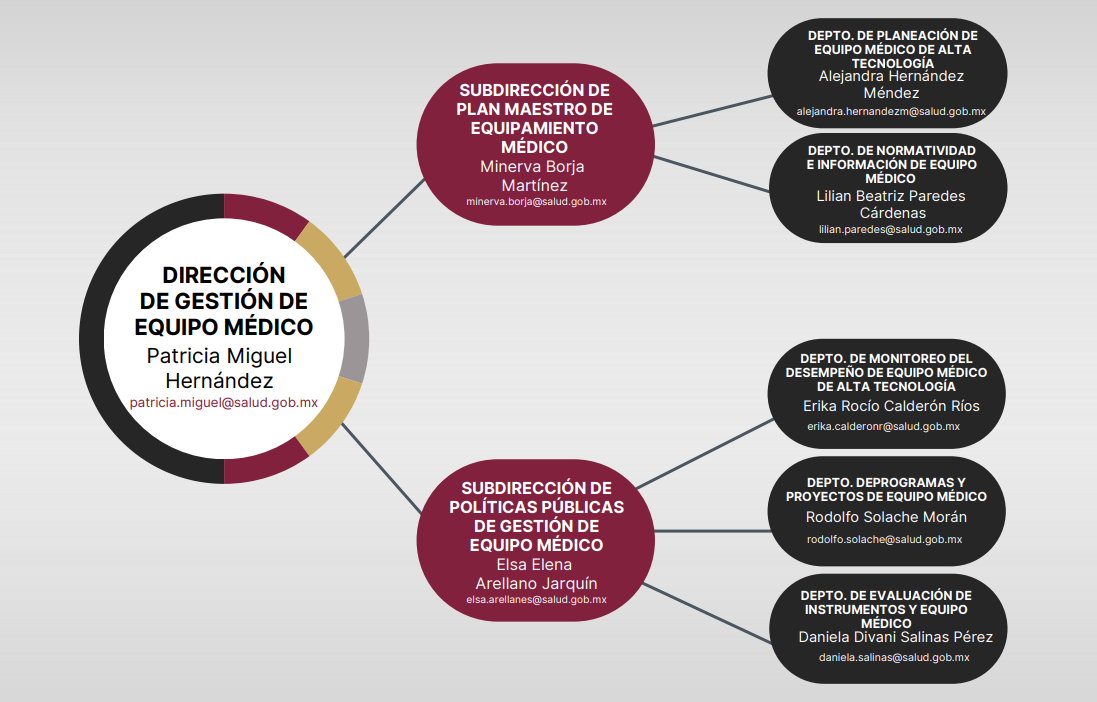 DIRECCIÓN
DE GESTIÓN DE
EQUIPO MÉDICO
Patricia Miguel
Hernández
patricia.miguel@salud.gob.mx
SUBDIRECCIÓN DE
PLAN MAESTRO DE
EQUIPAMIENTO
MÉDICO
Minerva Borja
Martínez
minerva.borja@salud.gob.mx
DEPTO. DE PLANEACIÓN DE
EQUIPO MÉDICO DE ALTA
TECNOLOGÍA
Alejandra Hernández
Méndez
alejandra.hernandezm@salud.gob.mx
DEPTO. DE NORMATIVIDAD
E INFORMACIÓN DE EQUIPO
MÉDICO
Lilian Beatriz Paredes
Cárdenas
lilian.paredes@salud.gob.mx
SUBDIRECCIÓN DE
POLÍTICAS PÚBLICAS
DE GESTIÓN DE
EQUIPO MÉDICO
Elsa Elena
Arellano Jarquín
elsa.arellanes@salud.gob.mx
DEPTO. DE MONITOREO DEL
DESEMPEÑO DE EQUIPO MÉDICO
DE ALTA TECNOLOGÍA
Erika Rocío Calderón Ríos
erika.calderonr@salud.gob.mx
DEPTO. DEPROGRAMAS Y
PROYECTOS DE EQUIPO MÉDICO
Rodolfo Solache Morán
rodolfo.solache@salud.gob.mx
DEPTO. DE EVALUACIÓN DE
INSTRUMENTOS Y EQUIPO
MÉDICO
Daniela Divani Salinas Pérez
daniela.salinas@salud.gob.mx